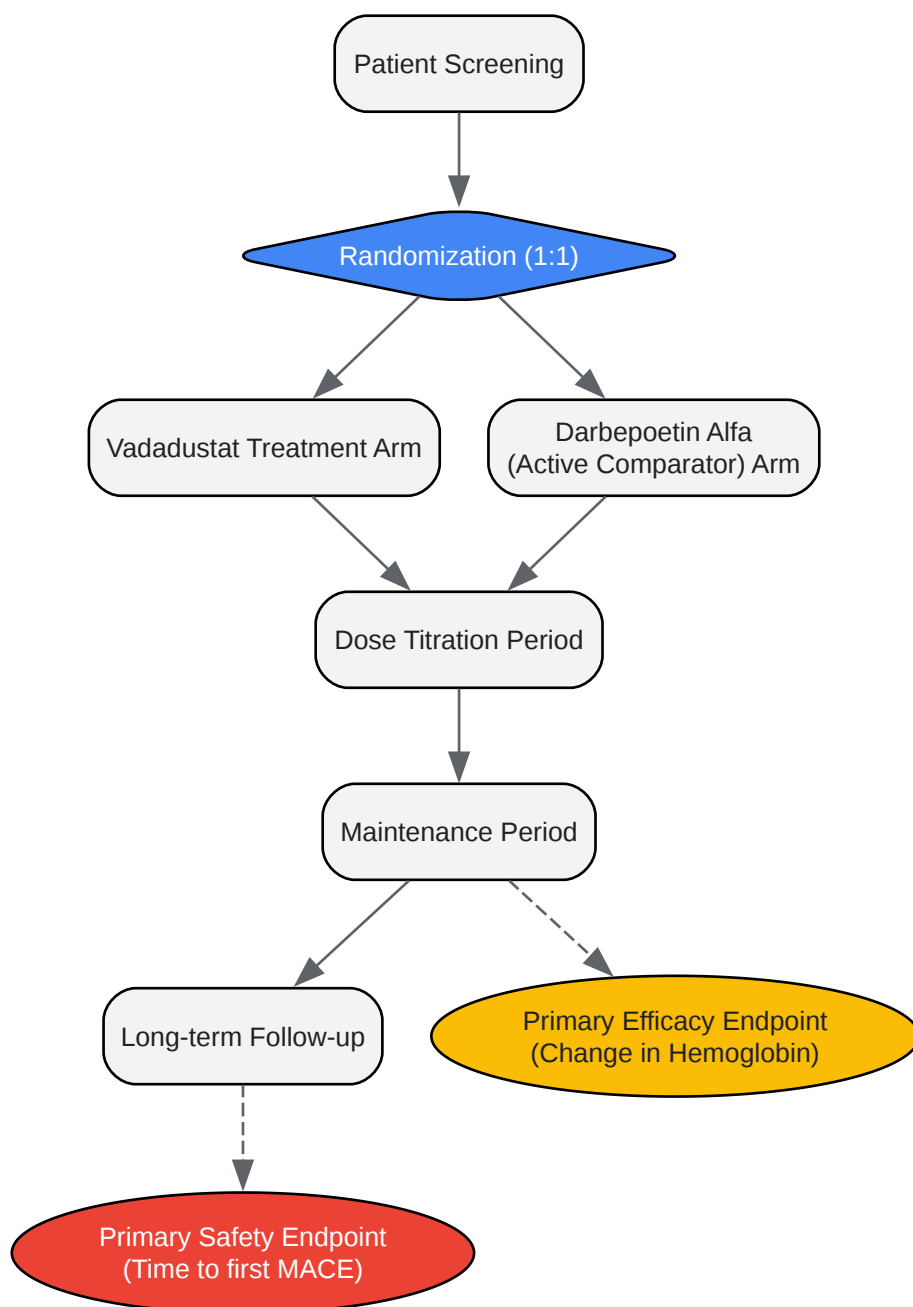 Patient Screening
Randomization (1:1)
Vadadustat Treatment Arm
Darbepoetin Alfa
(Active Comparator) Arm
Dose Titration Period
Maintenance Period
Long-term Follow-up
Primary Efficacy Endpoint
(Change in Hemoglobin)
Primary Safety Endpoint
(Time to first MACE)